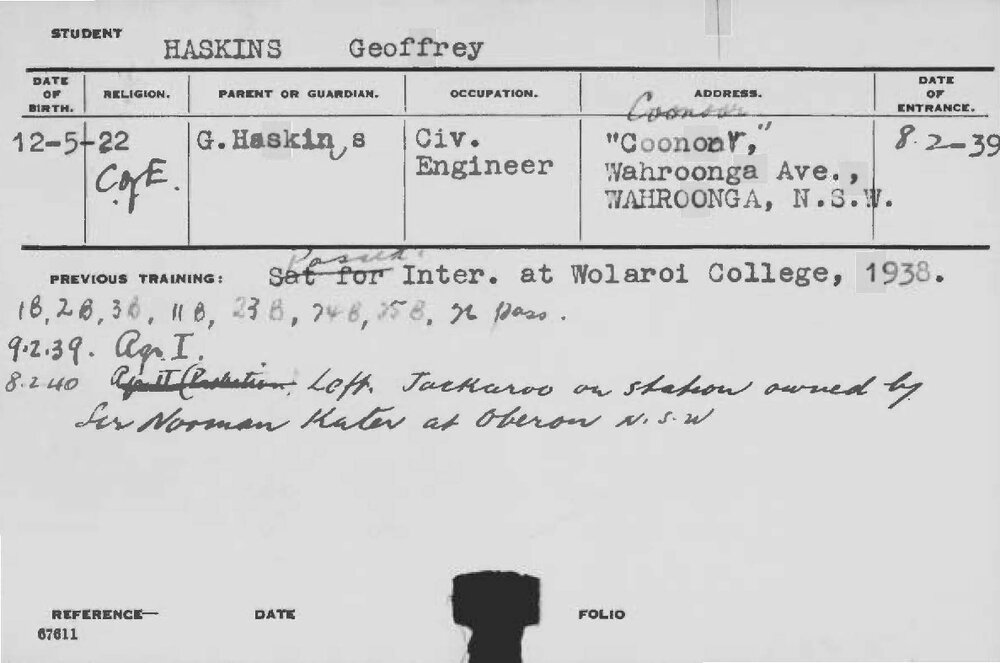 STUDENT HASKINS Geoffrey
DATE OF BIRTH. RELIGION. PARENT OR GUARDIAN. OCCUPATION. ADDRESS. DATE OF ENTRANCE.
Coonoor
12-5-22 C of E. G. Haskins Civ. "Coonoor," 8.2-39
Engineer Wahroonga Ave.,
WAHROONGA, N.S.W.
Passed.
PREVIOUS TRAINING: Sat for Inter. at Wolaroi College, 1938.
1B, 2B, 3B, 11B, 23B, 24B, 25B, 26 Pass.
9.2.39. Agr. I.
8.2.40 Left. Jackaroo on station owned by
Sir Norman Kater at Oberon N.S.W
REFERENCE— DATE FOLIO
67611